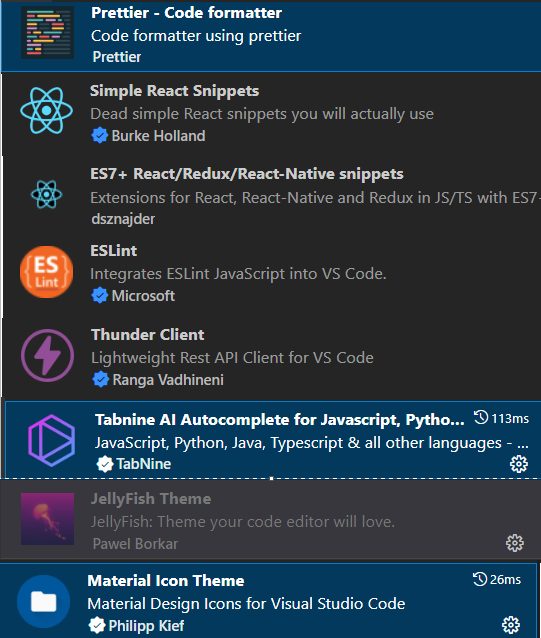 Prettier - Code formatter
Code formatter using prettier
Prettier
Simple React Snippets
Dead simple React snippets you will actually use
Burke Holland
ES7+ React/Redux/React-Native snippets
Extensions for React, React-Native and Redux in JS/TS with ES7-
dsznajder
ES
Lint
ESLint
Integrates ESLint JavaScript into VS Code.
Microsoft
Thunder Client
Lightweight Rest API Client for VS Code
Ranga Vadhineni
Tabnine AI Autocomplete for Javascript, Pytho... 113ms
JavaScript, Python, Java, Typescript & all other languages - ...
TabNine
JellyFish Theme
JellyFish: Theme your code editor will love.
Pawel Borkar
Material Icon Theme 26ms
Material Design Icons for Visual Studio Code
Philipp Kief